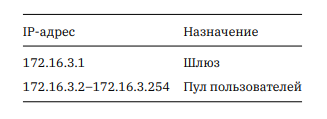 IP-адрес Назначение
172.16.3.1 Шлюз
172.16.3.2–172.16.3.254 Пул пользователей